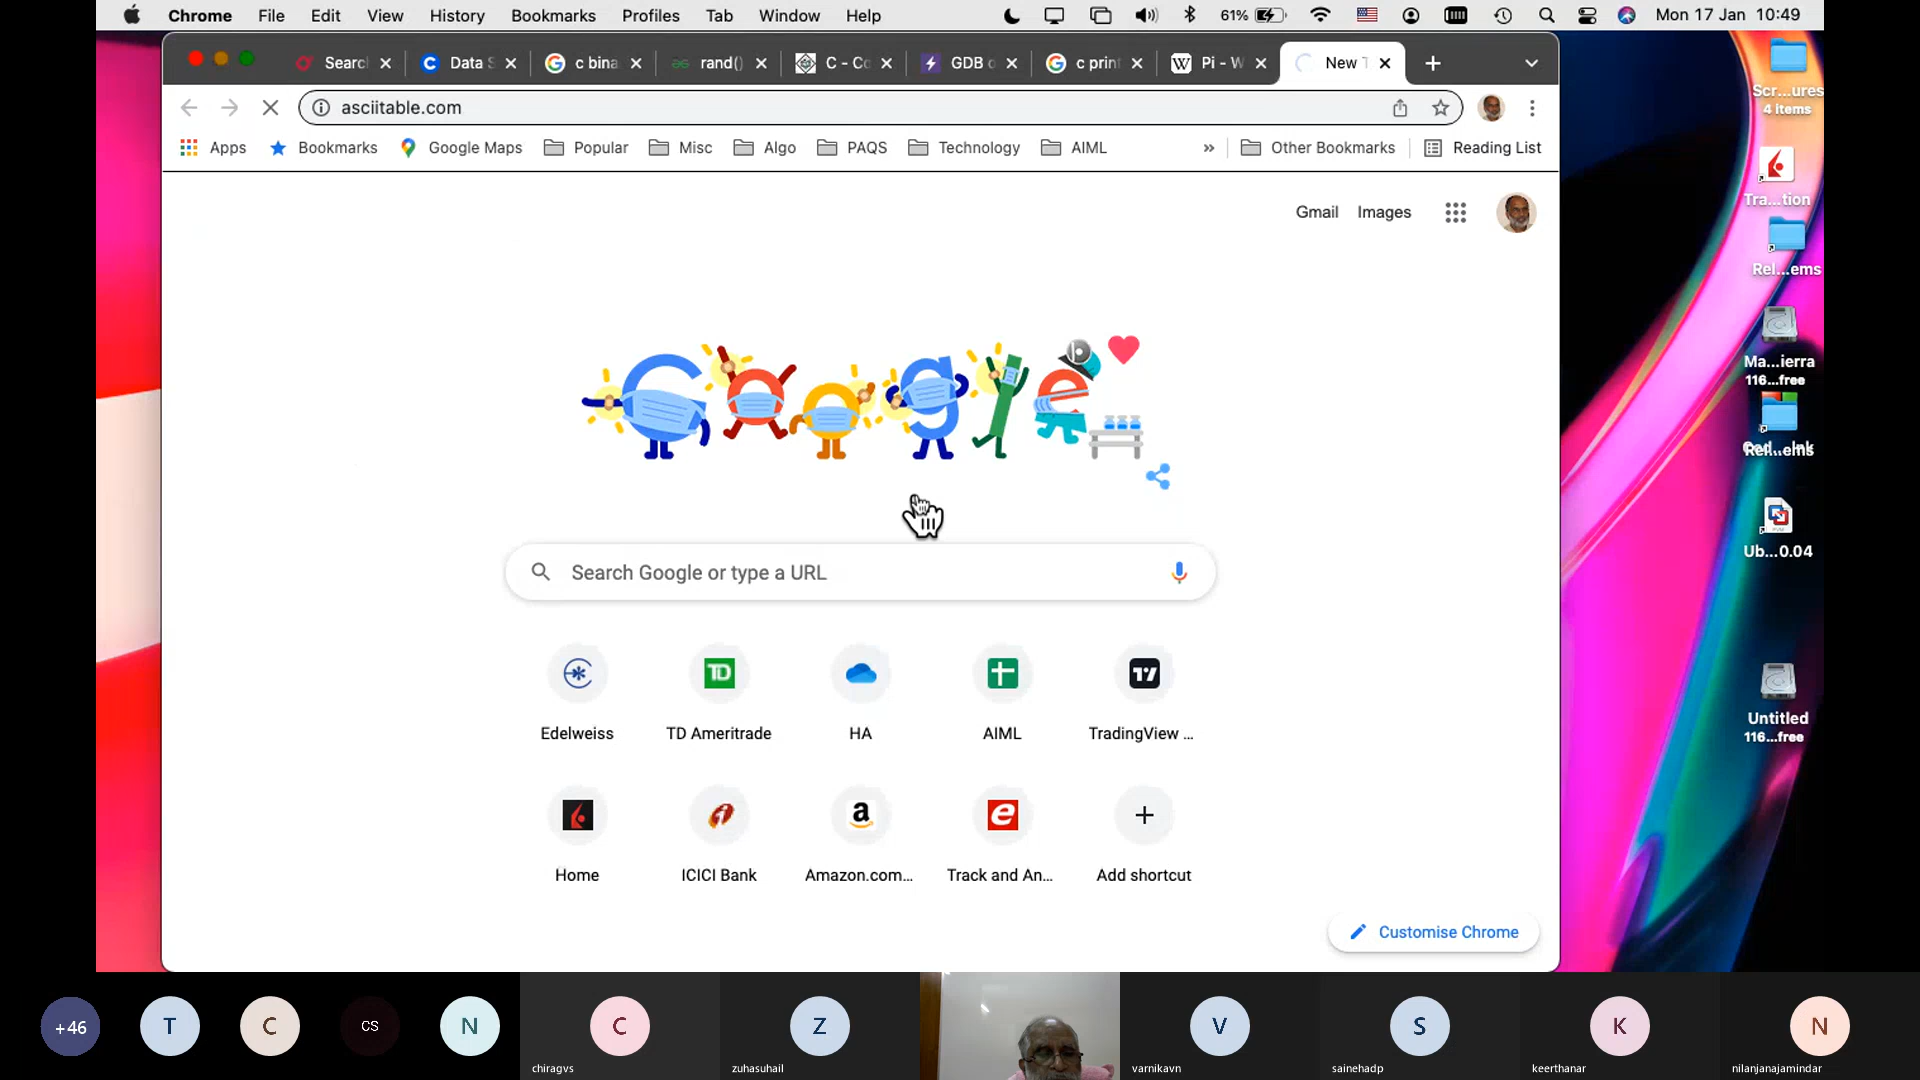 Chrome File Edit View History Bookmarks Profiles Tab Window Help 61% Mon 17 Jan 10:49
Searc Data S c bina rand() C - Co GDB o c prin Pi - W New T
asciitable.com
Apps Bookmarks Google Maps Popular Misc Algo PAQS Technology AIML » Other Bookmarks Reading List
Gmail Images
Google
Search Google or type a URL
Edelweiss TD Ameritrade HA AIML TradingView ...
Home ICICI Bank Amazon.com... Track and An... Add shortcut
Customise Chrome
Scr...ures
4 items
Tra...tion
Rel...ems
Ma...ierra
116...free
Rel...ems
Ub...0.04
Untitled
116...free
+46 T C CS N C Z V S K N
chiragvs zuhasuhail varnikavn sainehadp keerthanar nilanjanajamindar